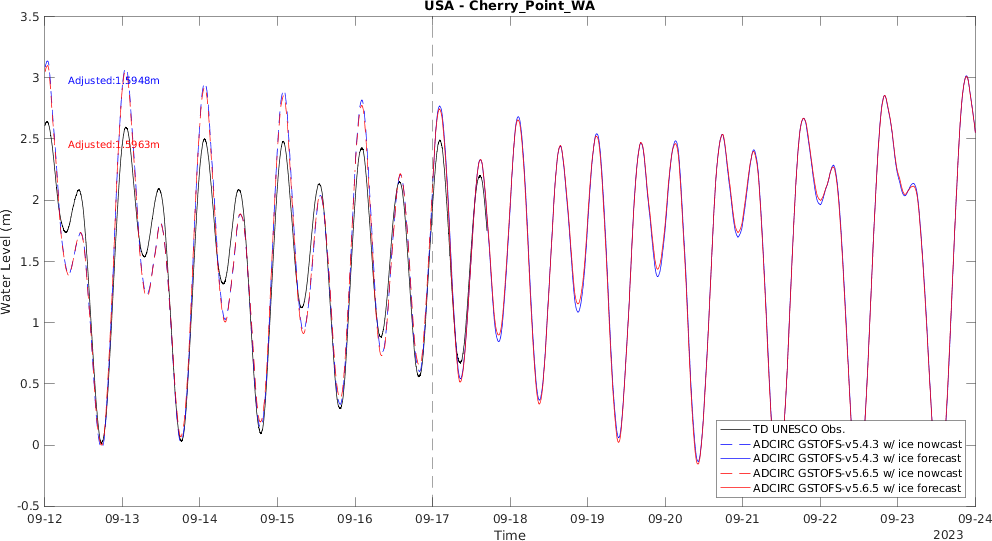 USA - Cherry_Point_WA
3.5
3
2.5
2
1.5
1
0.5
0
-0.5
Water Level (m)
Adjusted:1.5948m
Adjusted:1.5963m
TD UNESCO Obs.
ADCIRC GSTOFS-v5.4.3 w/ ice nowcast
ADCIRC GSTOFS-v5.4.3 w/ ice forecast
ADCIRC GSTOFS-v5.6.5 w/ ice nowcast
ADCIRC GSTOFS-v5.6.5 w/ ice forecast
09-12 09-13 09-14 09-15 09-16 09-17 09-18 09-19 09-20 09-21 09-22 09-23 09-24
Time
2023